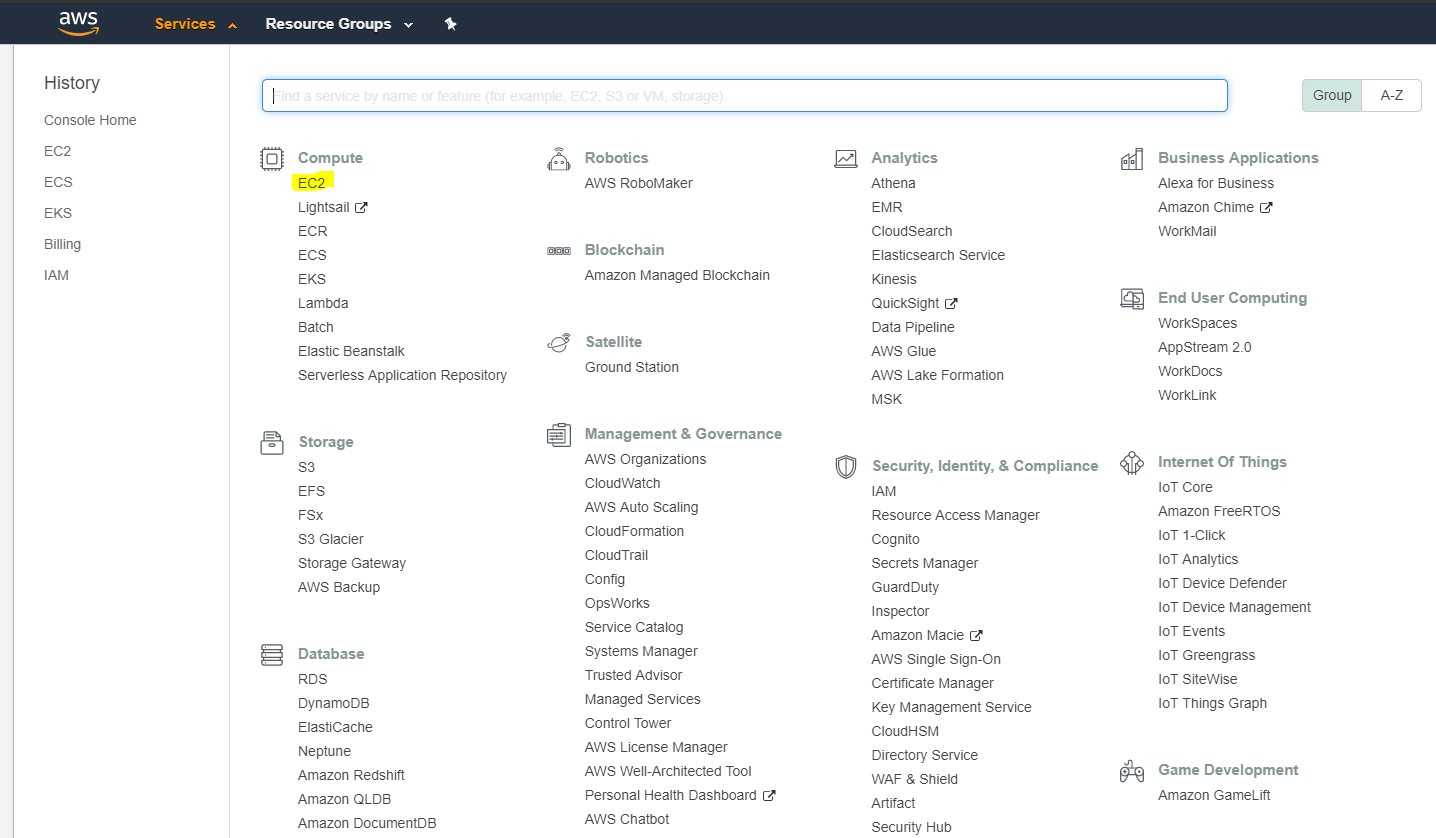 aws
Services
Resource Groups
History
Console Home
EC2
ECS
EKS
Billing
IAM
Find a service by name or feature (for example, EC2, S3 or VM, storage).
Group
A-Z
Compute
EC2
Lightsail
ECR
ECS
EKS
Lambda
Batch
Elastic Beanstalk
Serverless Application Repository
Storage
S3
EFS
FSx
S3 Glacier
Storage Gateway
AWS Backup
Database
RDS
DynamoDB
ElastiCache
Neptune
Amazon Redshift
Amazon QLDB
Amazon DocumentDB
Robotics
AWS RoboMaker
Blockchain
Amazon Managed Blockchain
Satellite
Ground Station
Management & Governance
AWS Organizations
CloudWatch
AWS Auto Scaling
CloudFormation
CloudTrail
Config
OpsWorks
Service Catalog
Systems Manager
Trusted Advisor
Managed Services
Control Tower
AWS License Manager
AWS Well-Architected Tool
Personal Health Dashboard
AWS Chatbot
Analytics
Athena
EMR
CloudSearch
Elasticsearch Service
Kinesis
QuickSight
Data Pipeline
AWS Glue
AWS Lake Formation
MSK
Security, Identity, & Compliance
IAM
Resource Access Manager
Cognito
Secrets Manager
GuardDuty
Inspector
Amazon Macie
AWS Single Sign-On
Certificate Manager
Key Management Service
CloudHSM
Directory Service
WAF & Shield
Artifact
Security Hub
Business Applications
Alexa for Business
Amazon Chime
WorkMail
End User Computing
WorkSpaces
AppStream 2.0
WorkDocs
WorkLink
Internet Of Things
IoT Core
Amazon FreeRTOS
IoT 1-Click
IoT Analytics
IoT Device Defender
IoT Device Management
IoT Events
IoT Greengrass
IoT SiteWise
IoT Things Graph
Game Development
Amazon GameLift